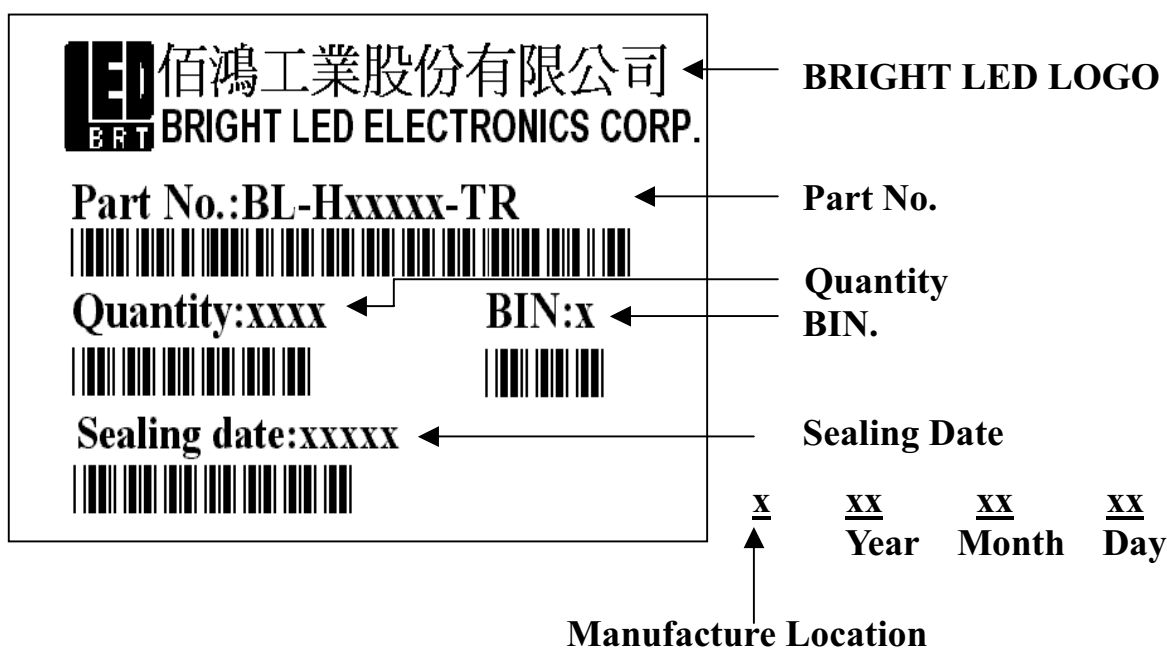 LED 佰鴻工業股份有限公司
BRT BRIGHT LED ELECTRONICS CORP.
BRIGHT LED LOGO
Part No.:BL-Hxxxxx-TR
Part No.
Quantity:xxxx
BIN:x
Quantity
BIN.
Sealing date:xxxxx
Sealing Date
x xx xx xx
Year Month Day
Manufacture Location